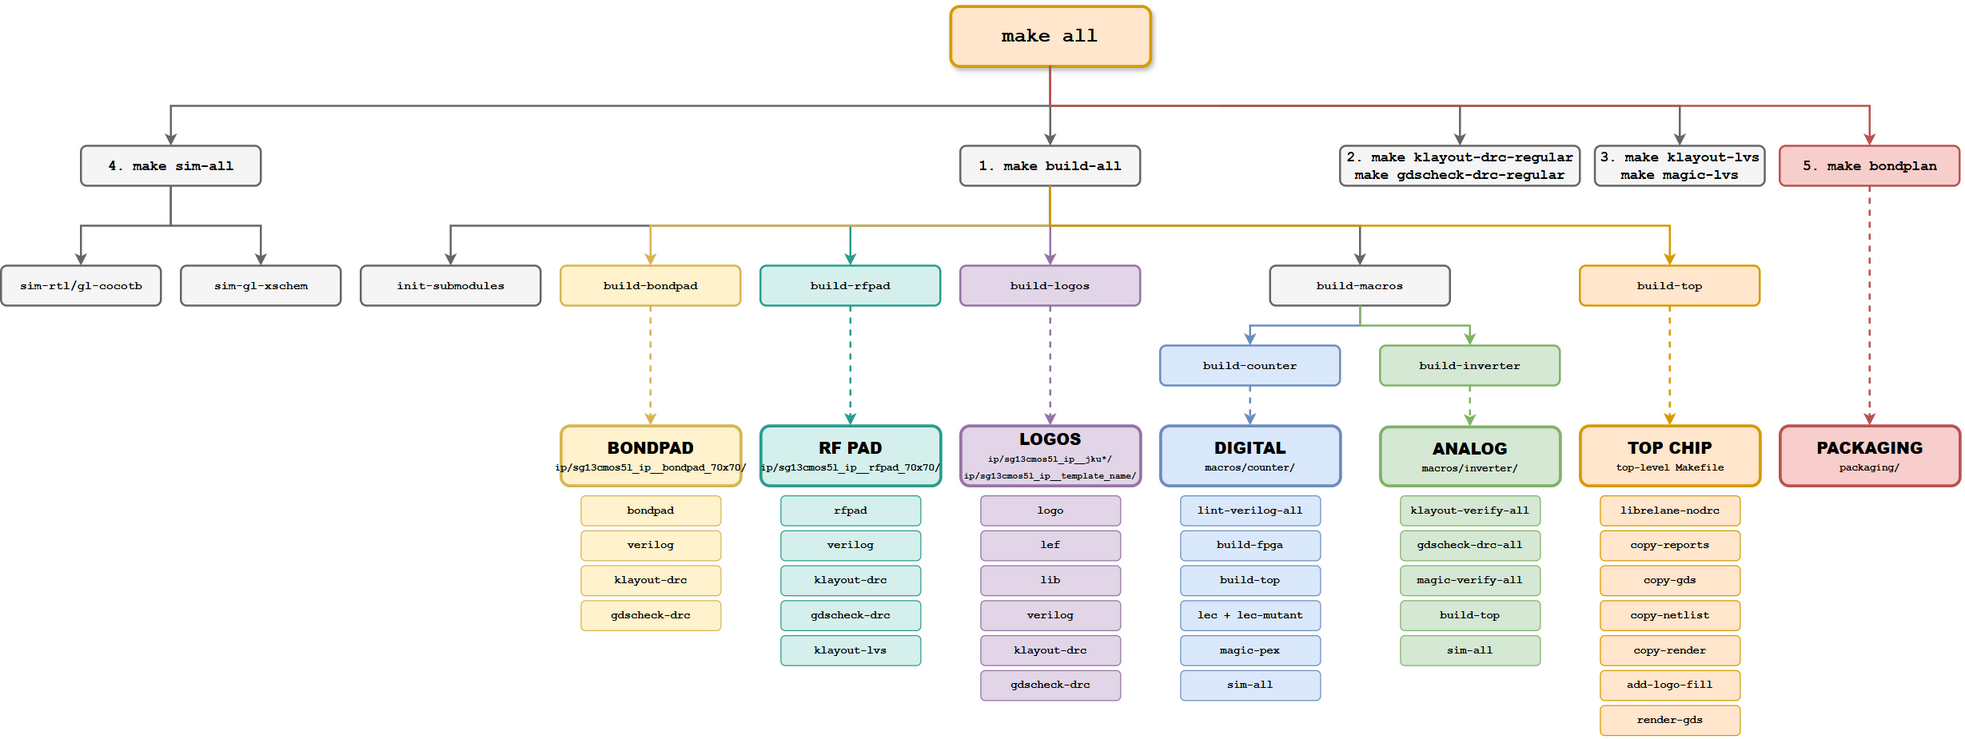 make all
4. make sim-all
1. make build-all
2. make klayout-drc-regular
make gdscheck-drc-regular
3. make klayout-lvs
make magic-lvs
5. make bondplan
sim-rtl/gl-cocotb
sim-gl-xschem
init-submodules
build-bondpad
build-rfpad
build-logos
build-macros
build-top
build-counter
build-inverter
BONDPAD
ip/sg13cmos5l_ip__bondpad_70x70/
bondpad
verilog
klayout-drc
gdscheck-drc
RF PAD
ip/sg13cmos5l_ip__rfpad_70x70/
rfpad
verilog
klayout-drc
gdscheck-drc
klayout-lvs
LOGOS
ip/sg13cmos5l_ip__jku*/
ip/sg13cmos5l_ip__template_name/
logo
lef
lib
verilog
klayout-drc
gdscheck-drc
DIGITAL
macros/counter/
lint-verilog-all
build-fpga
build-top
lec + lec-mutant
magic-pex
sim-all
ANALOG
macros/inverter/
klayout-verify-all
gdscheck-drc-all
magic-verify-all
build-top
sim-all
TOP CHIP
top-level Makefile
librelane-nodrc
copy-reports
copy-gds
copy-netlist
copy-render
add-logo-fill
render-gds
PACKAGING
packaging/